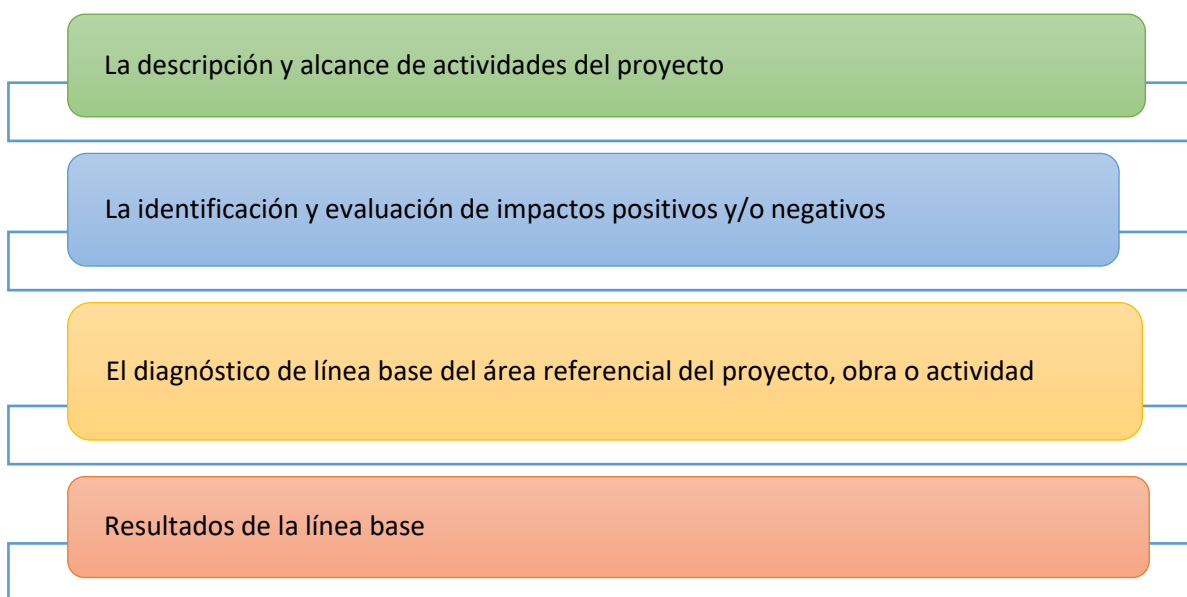 La descripción y alcance de actividades del proyecto
La identificación y evaluación de impactos positivos y/o negativos
El diagnóstico de línea base del área referencial del proyecto, obra o actividad
Resultados de la línea base